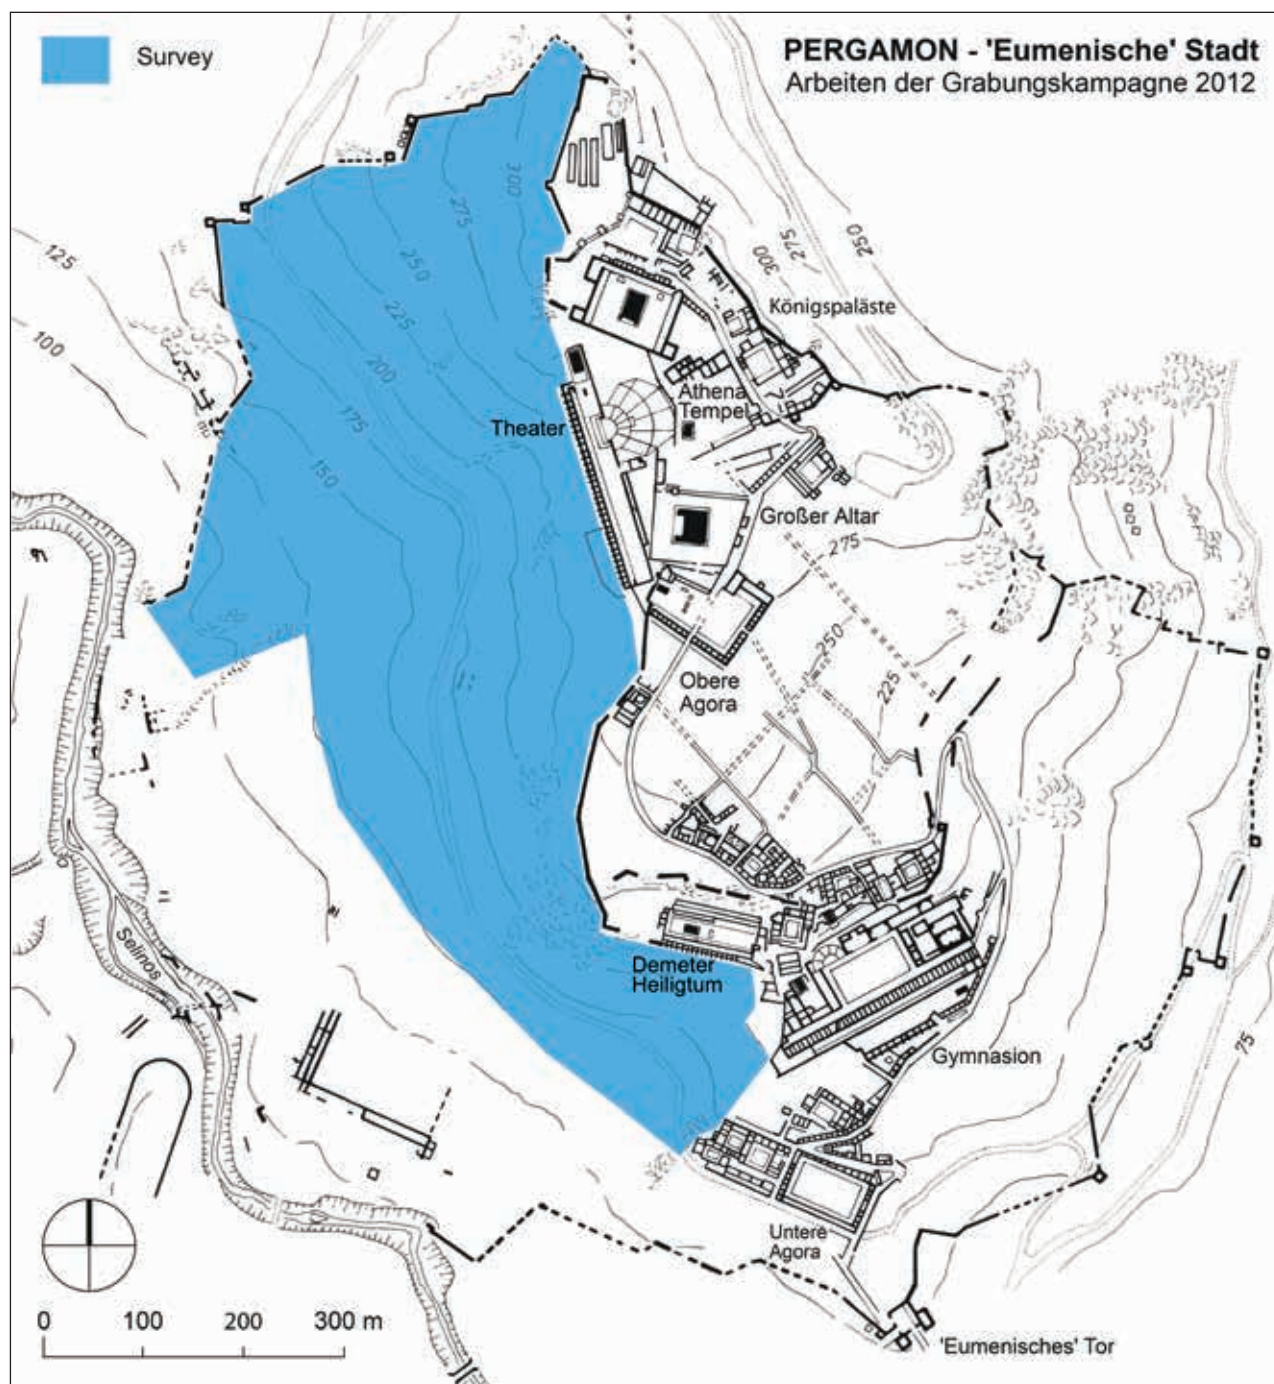 Survey
PERGAMON - 'Eumenische' Stadt
Arbeiten der Grabungskampagne 2012
300
275
250
225
200
175
150
125
100
250
275
300
Königspaläste
Athena
Tempel
Theater
Großer Altar
275
250
225
Obere
Agora
Selinos
Demeter
Heiligtum
Gymnasion
75
Untere
Agora
'Eumenisches' Tor
0 100 200 300 m